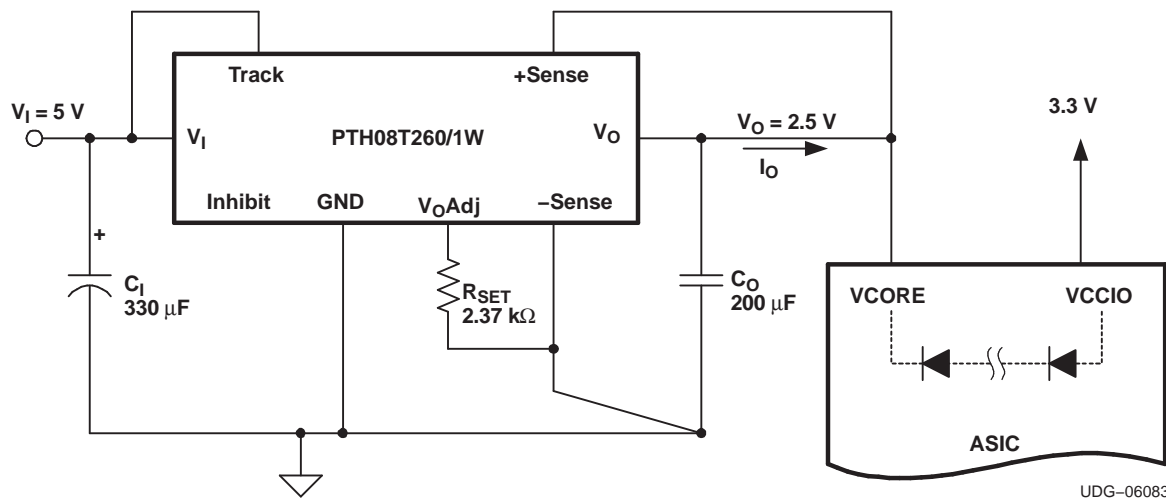 Track
+Sense
V_I = 5 V
3.3 V
V_I
PTH08T260/1W
V_O
V_O = 2.5 V
I_O
Inhibit
GND
V_OAdj
–Sense
+
C_I
330 μF
R_SET
2.37 kΩ
C_O
200 μF
VCORE
VCCIO
ASIC
UDG–06083